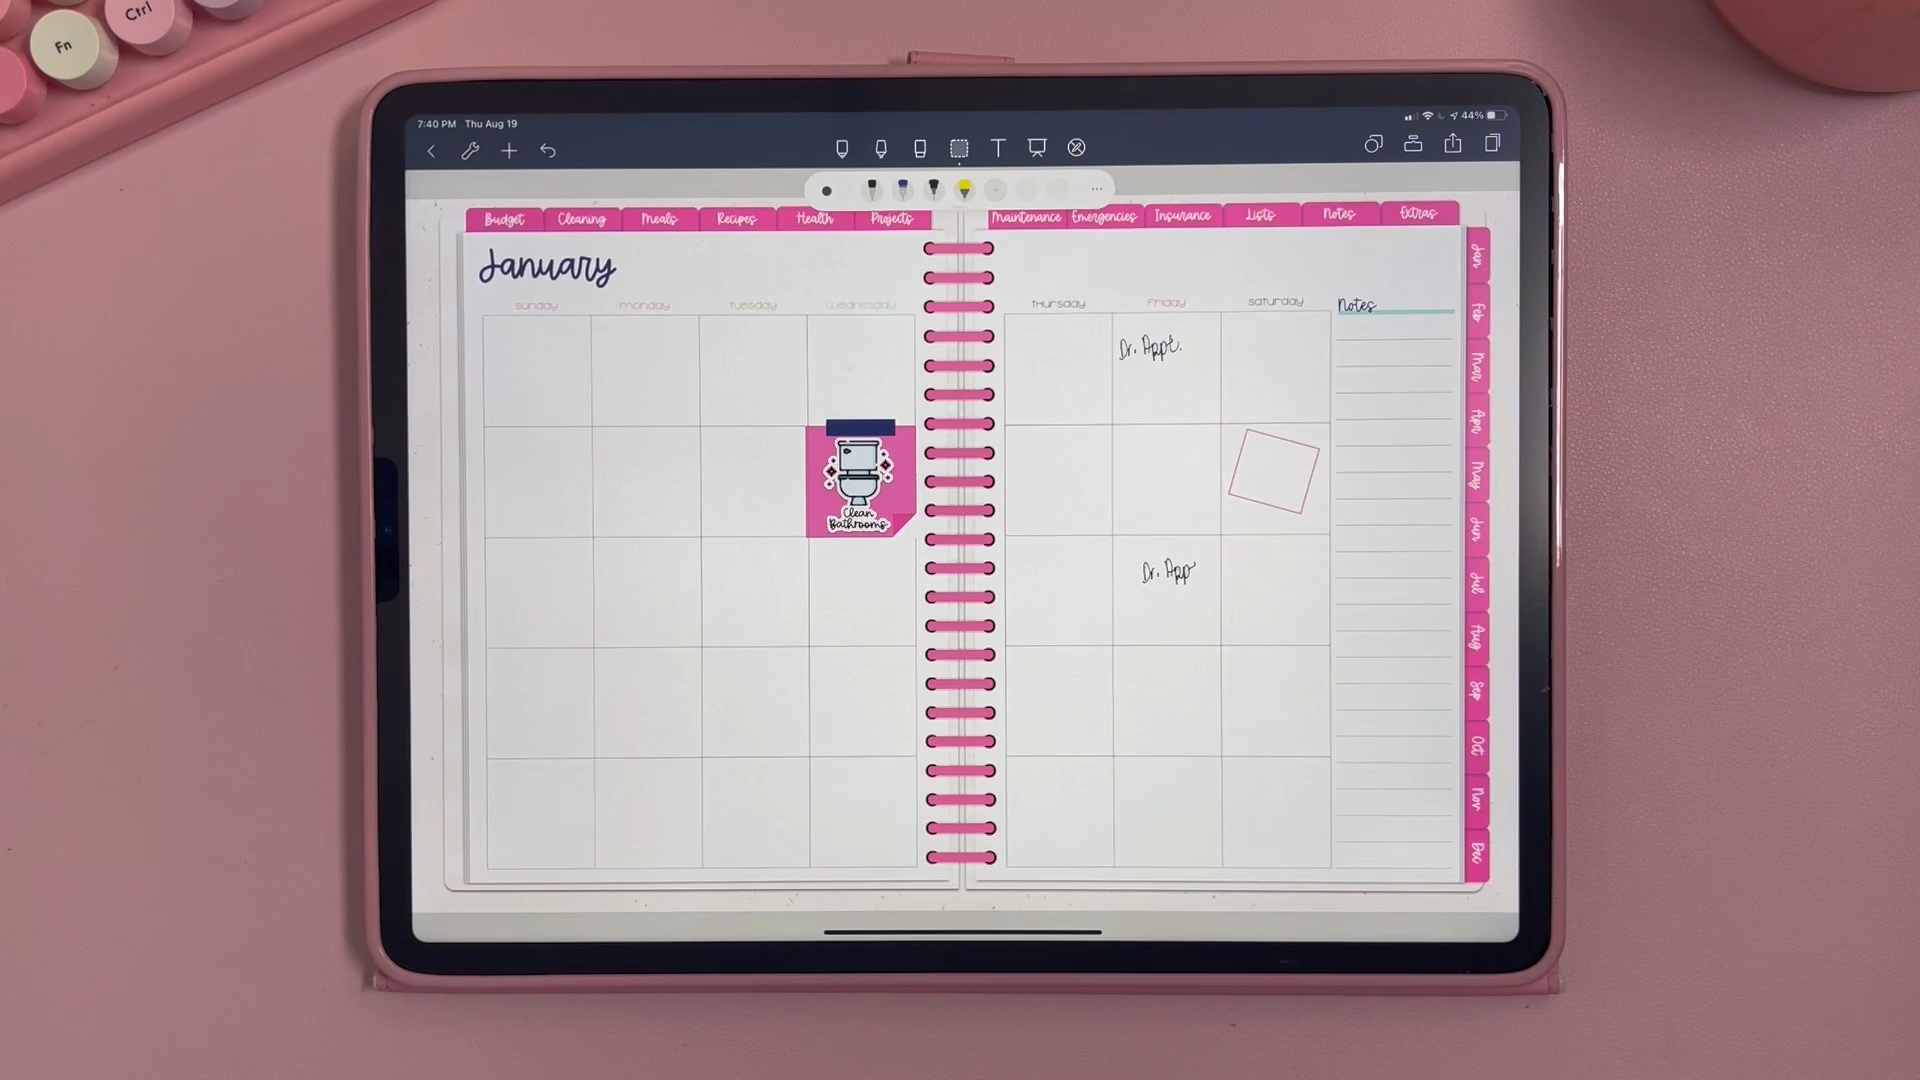 Fn
Ctrl
7:40 PM Thu Aug 19
44%
Budget Cleaning Meals Recipes Health Projects
Maintenance Emergencies Insurance Lists Notes Extras
January
sunday monday tuesday wednesday
thursday friday saturday
Notes
Dr. Appt.
Clean
Bathrooms
Dr. App
Jan
Feb
Mar
Apr
May
Jun
Jul
Aug
Sep
Oct
Nov
Dec